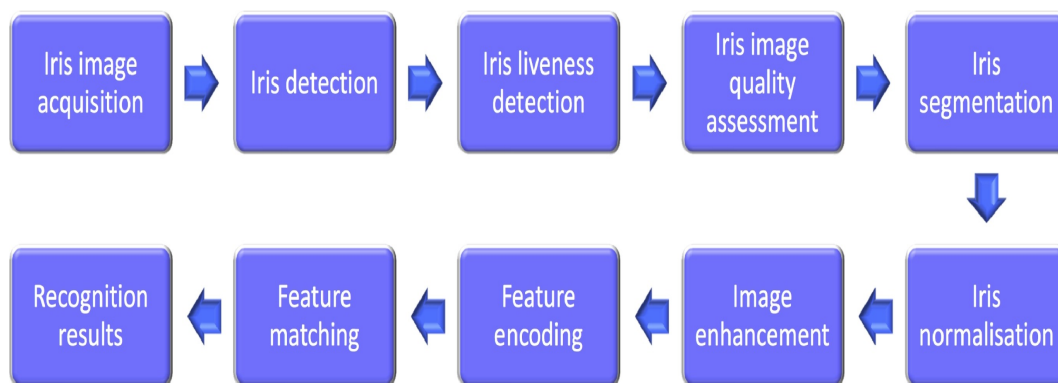 Iris image
acquisition
Iris detection
Iris liveness
detection
Iris image
quality
assessment
Iris
segmentation
Iris
normalisation
Image
enhancement
Feature
encoding
Feature
matching
Recognition
results